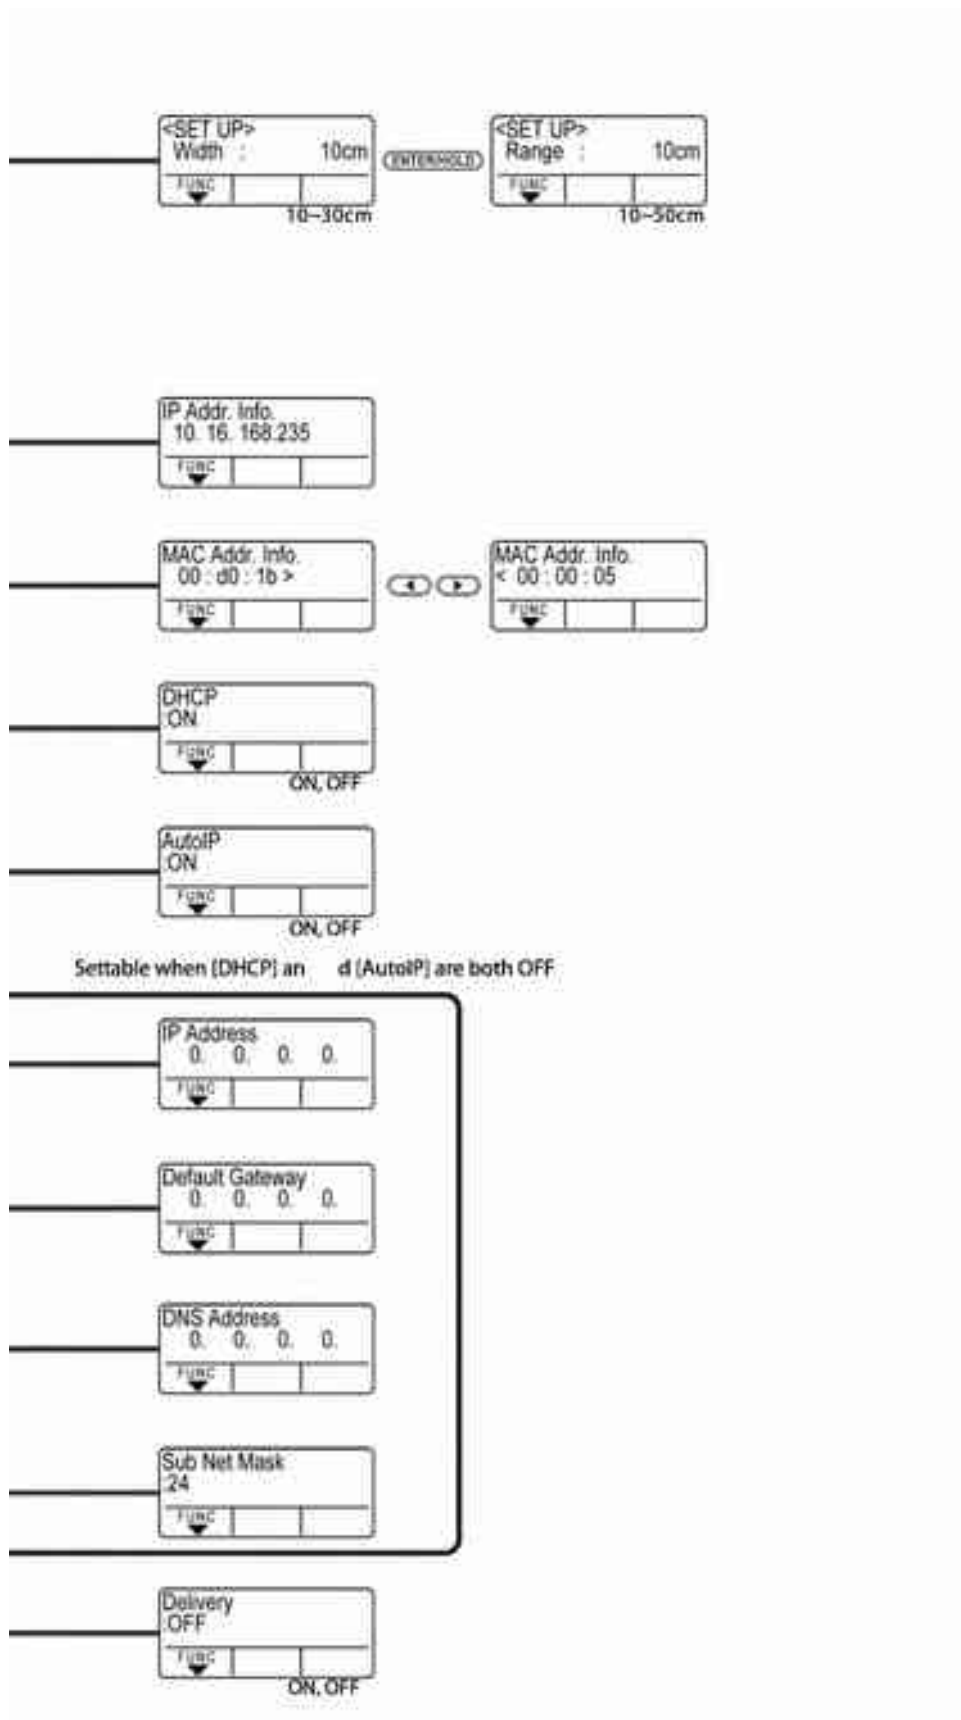 <SET UP>
Width : 10cm
FUNC
10~30cm
ENTER/HOLD
<SET UP>
Range : 10cm
FUNC
10~50cm
IP Addr. Info.
10. 16. 168.235
FUNC
MAC Addr. Info.
00 : d0 : 1b >
FUNC
MAC Addr. Info.
< 00 : 00 : 05
FUNC
DHCP
:ON
FUNC
ON, OFF
AutoIP
:ON
FUNC
ON, OFF
Settable when [DHCP] an d [AutoIP] are both OFF
IP Address
0. 0. 0. 0.
FUNC
Default Gateway
0. 0. 0. 0.
FUNC
DNS Address
0. 0. 0. 0.
FUNC
Sub Net Mask
:24
FUNC
Delivery
:OFF
FUNC
ON, OFF